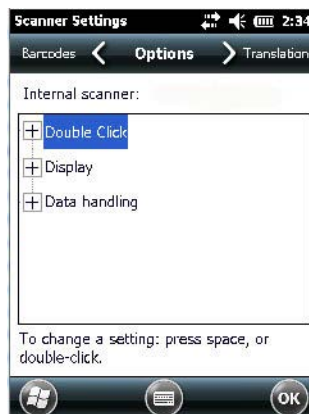 Scanner Settings 2:34
Barcodes Options Translation
Internal scanner:
Double Click
Display
Data handling
To change a setting: press space, or
double-click.
OK